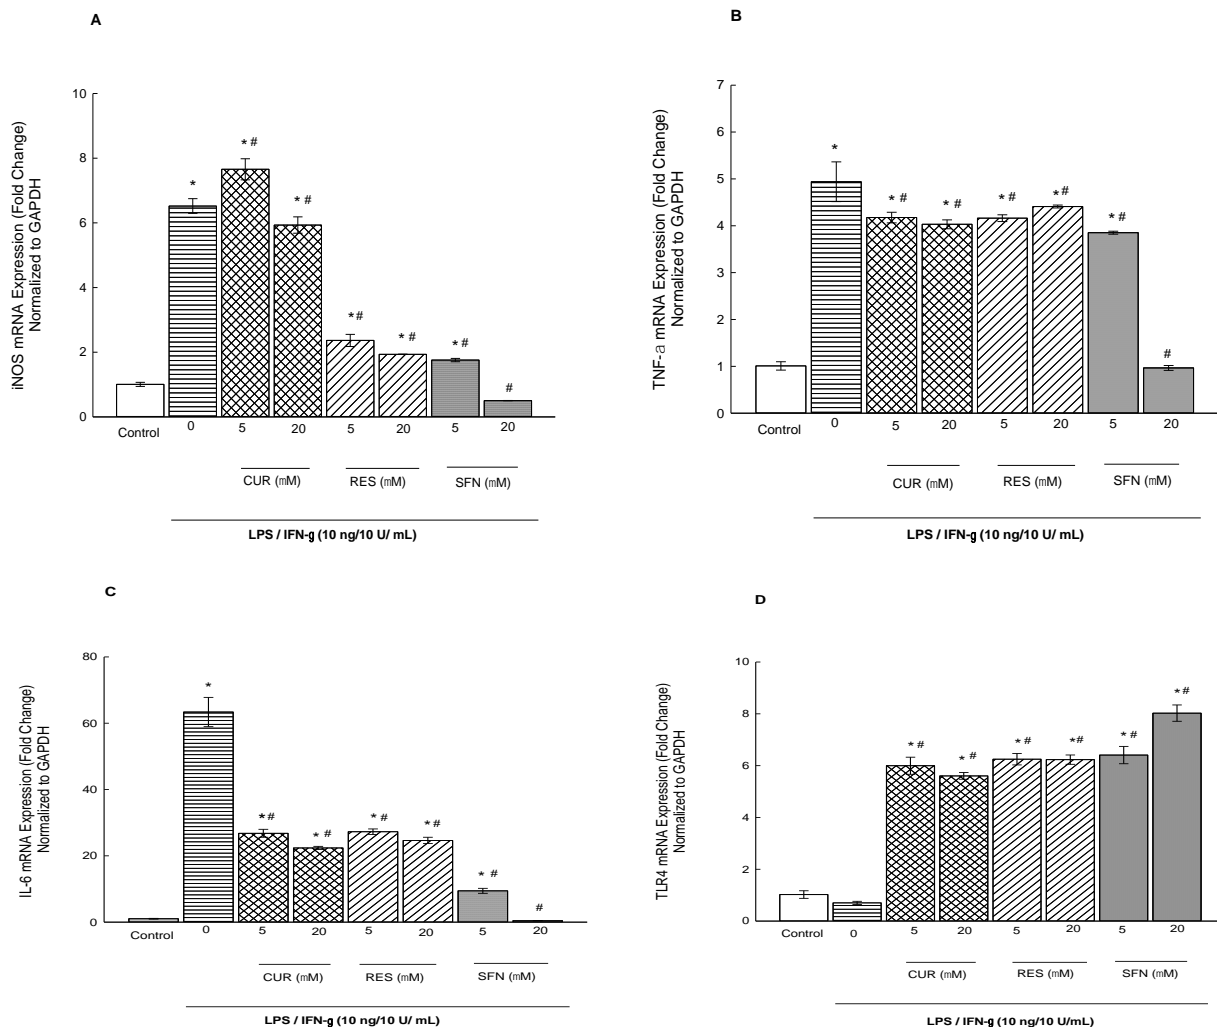 A
iNOS mRNA Expression (Fold Change)
Normalized to GAPDH
10
8
6
4
2
0
*
* #
* #
* #
* #
* #
#
Control
0
5
20
5
20
5
20
CUR (mM)
RES (mM)
SFN (mM)
LPS / IFN-g (10 ng/10 U/ mL)
B
TNF-a mRNA Expression (Fold Change)
Normalized to GAPDH
7
6
5
4
3
2
1
0
*
* #
* #
* #
* #
* #
#
Control
0
5
20
5
20
5
20
CUR (mM)
RES (mM)
SFN (mM)
LPS / IFN-g (10 ng/10 U/ mL)
C
IL-6 mRNA Expression (Fold Change)
Normalized to GAPDH
80
60
40
20
0
*
* #
* #
* #
* #
* #
#
Control
0
5
20
5
20
5
20
CUR (mM)
RES (mM)
SFN (mM)
LPS / IFN-g (10 ng/10 U/ mL)
D
TLR4 mRNA Expression (Fold Change)
Normalized to GAPDH
10
8
6
4
2
0
* #
* #
* #
* #
* #
* #
Control
0
5
20
5
20
5
20
CUR (mM)
RES (mM)
SFN (mM)
LPS / IFN-g (10 ng/10 U/mL)